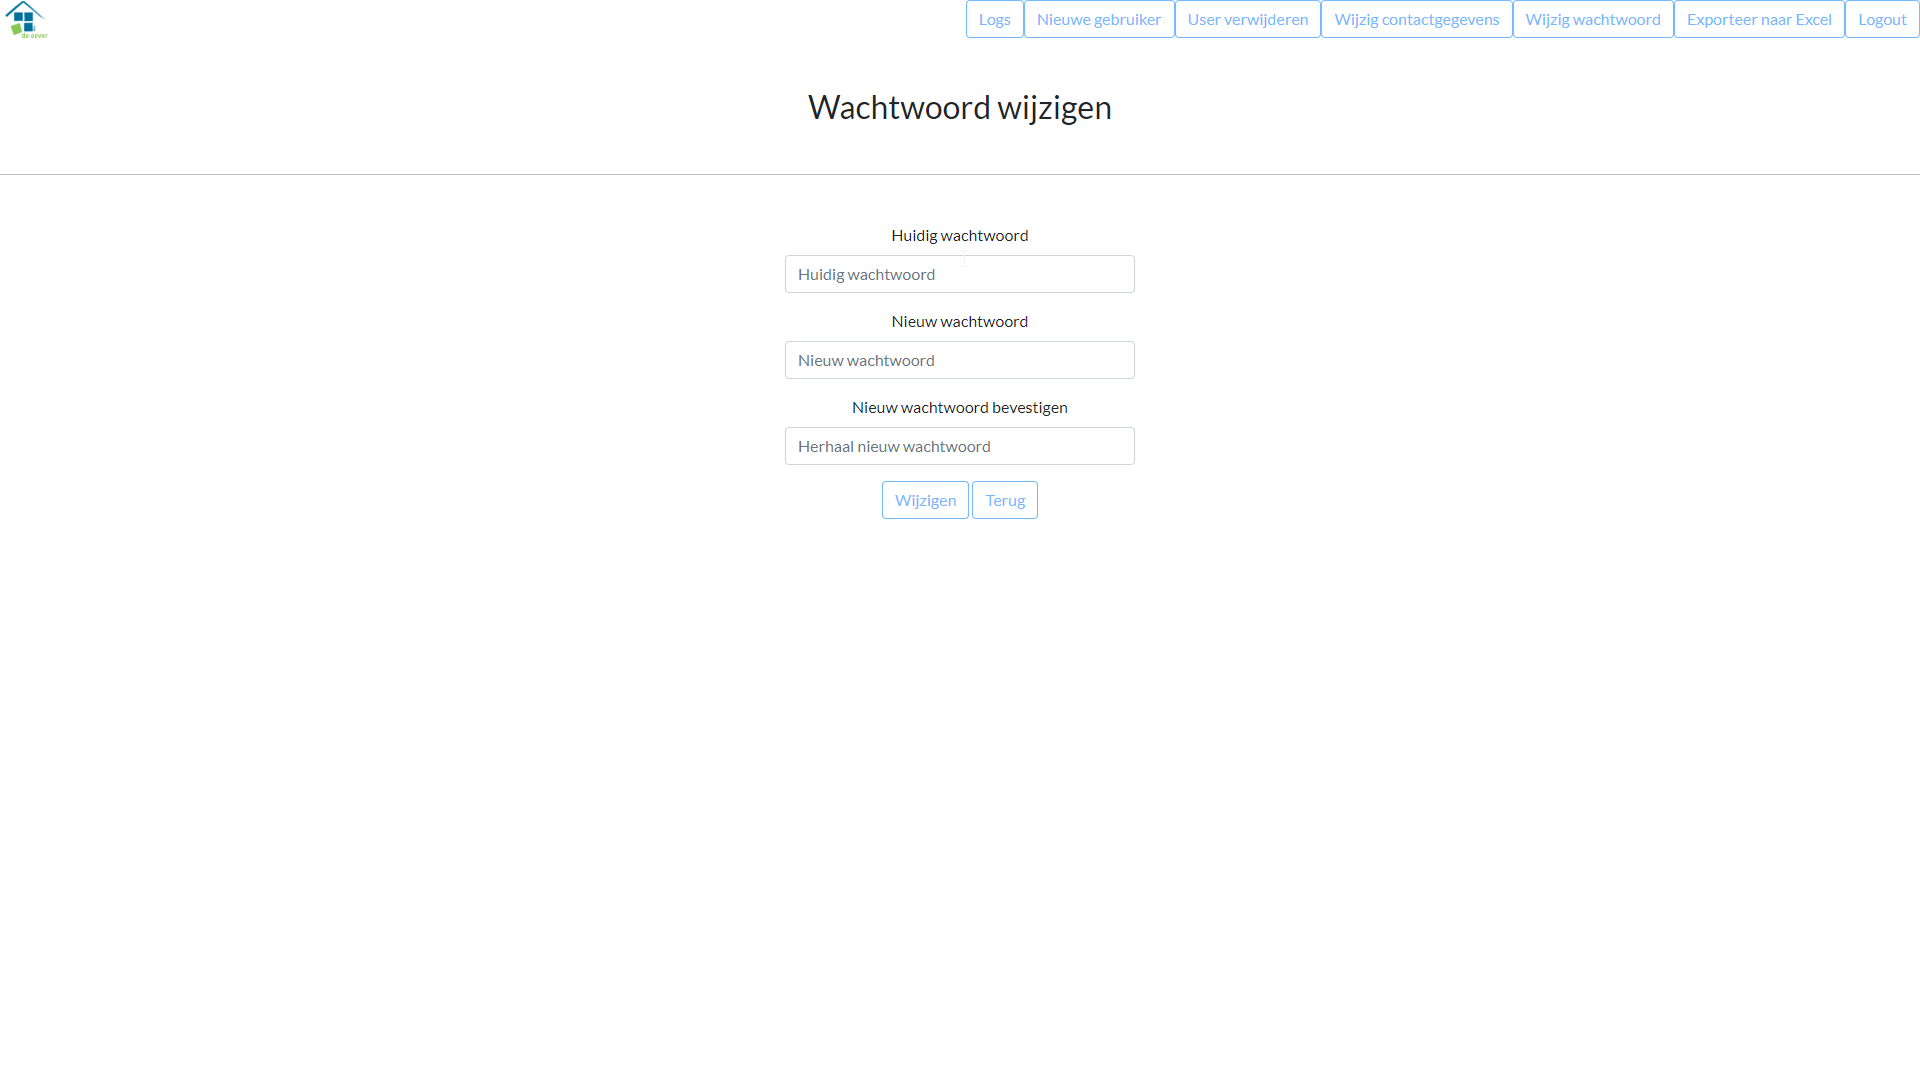 de oever
Logs Nieuwe gebruiker User verwijderen Wijzig contactgegevens Wijzig wachtwoord Exporteer naar Excel Logout
Wachtwoord wijzigen
Huidig wachtwoord
Huidig wachtwoord
Nieuw wachtwoord
Nieuw wachtwoord
Nieuw wachtwoord bevestigen
Herhaal nieuw wachtwoord
Wijzigen Terug